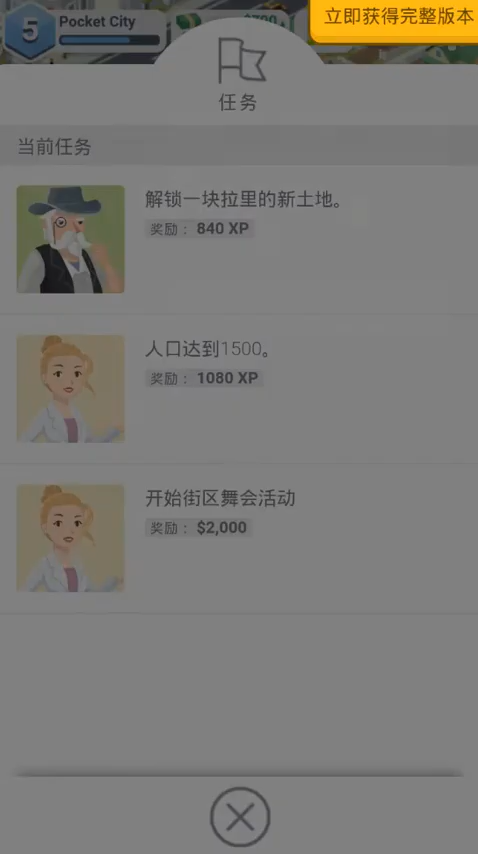 5
Pocket City
立即获得完整版本
任务
当前任务
解锁一块拉里的新土地。
奖励： 840 XP
人口达到1500。
奖励： 1080 XP
开始街区舞会活动
奖励： $2,000